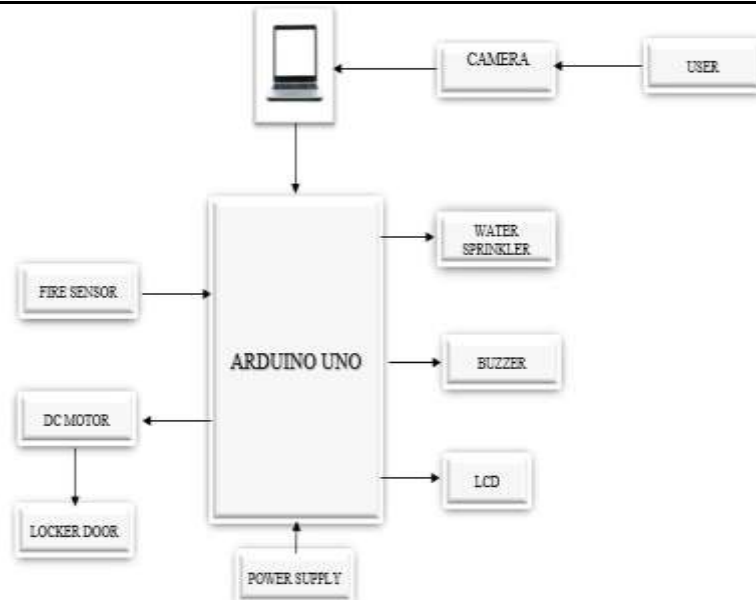 CAMERA
USER
WATER
SPRINKLER
FIRE SENSOR
ARDUINO UNO
BUZZER
DC MOTOR
LCD
LOCKER DOOR
POWER SUPPLY